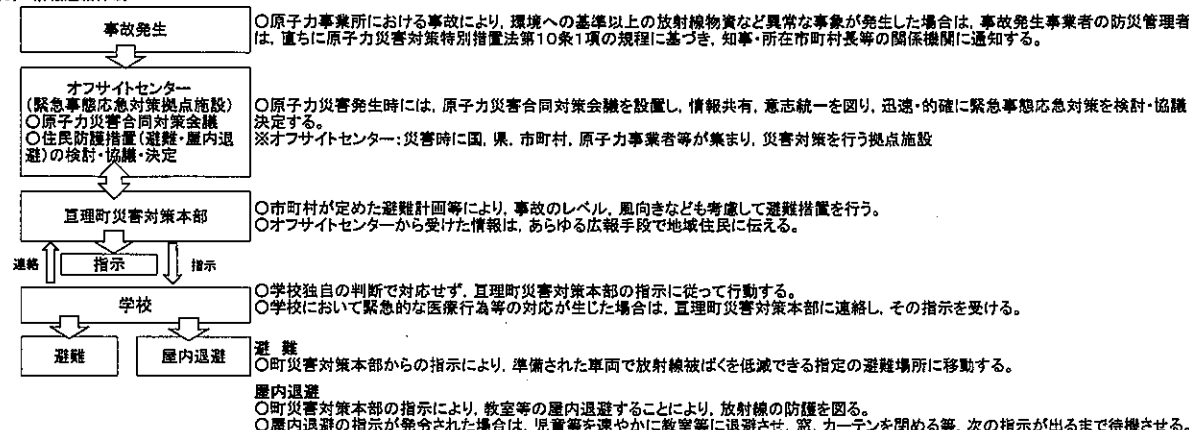 事故発生
○原子力事業所における事故により，環境への基準以上の放射線物資など異常な事象が発生した場合は，事故発生事業者の防災管理者
は，直ちに原子力災害対策特別措置法第10条1項の規程に基づき，知事・所在市町村長等の関係機関に通知する。
オフサイトセンター
(緊急事態応急対策拠点施設)
○原子力災害合同対策会議
○住民防護措置(避難・屋内退
避)の検討・協議・決定
○原子力災害発生時には，原子力災害合同対策会議を設置し，情報共有，意志統一を図り，迅速・的確に緊急事態応急対策を検討・協議
決定する。
※オフサイトセンター：災害時に国，県，市町村，原子力事業者等が集まり，災害対策を行う拠点施設
亘理町災害対策本部
○市町村が定めた避難計画等により，事故のレベル，風向きなども考慮して避難措置を行う。
○オフサイトセンターから受けた情報は，あらゆる広報手段で地域住民に伝える。
連絡 指示 指示
学校
○学校独自の判断で対応せず，亘理町災害対策本部の指示に従って行動する。
○学校において緊急的な医療行為等の対応が生じた場合は，亘理町災害対策本部に連絡し，その指示を受ける。
避難 屋内退避
避 難
○町災害対策本部からの指示により，準備された車両で放射線被ばくを低減できる指定の避難場所に移動する。
屋内退避
○町災害対策本部の指示により，教室等の屋内退避することにより，放射線の防護を図る。
○屋内退避の指示が発令された場合は，児童等を速やかに教室等に退避させ，窓，カーテンを閉める等，次の指示が出るまで待機させる。